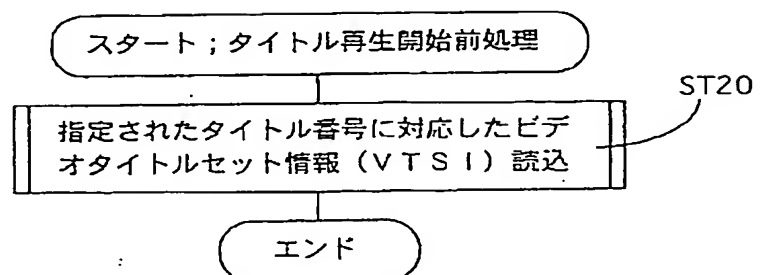 スタート；タイトル再生開始前処理
ST20
指定されたタイトル番号に対応したビデ
オタイトルセット情報（ＶＴＳＩ）読込
エンド